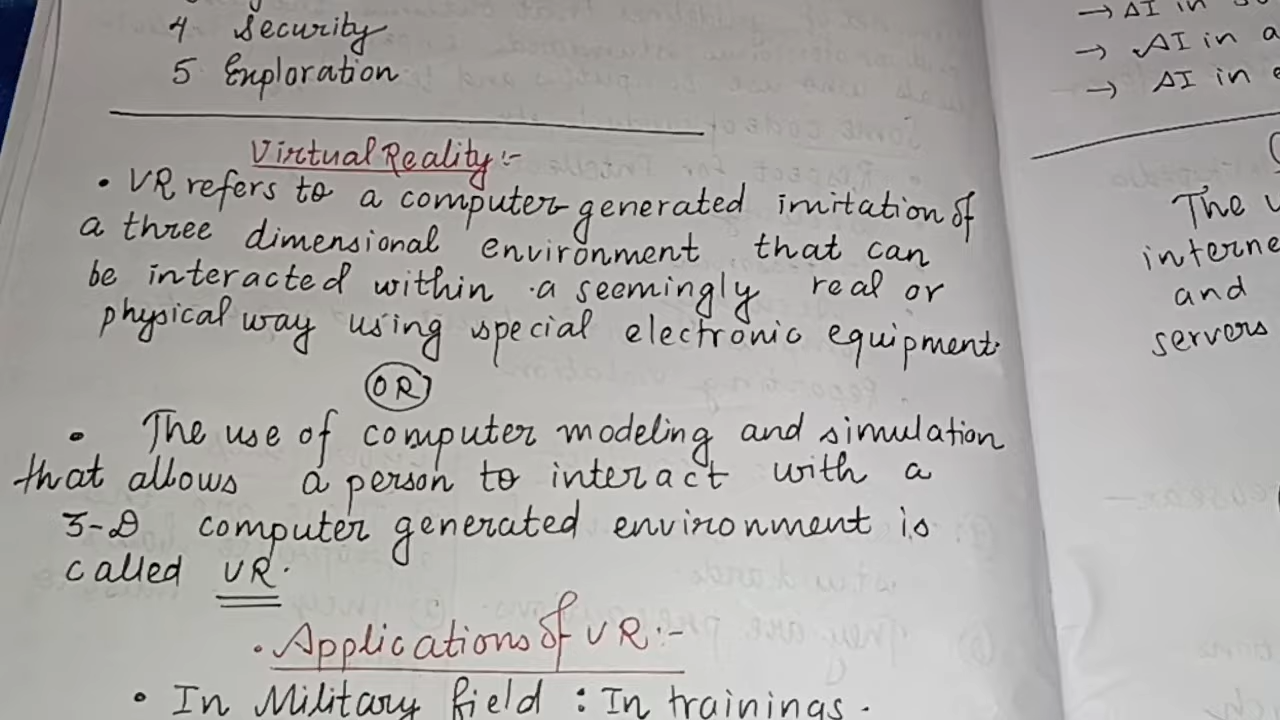 4 Security
5 Exploration
Virtual Reality :-
• VR refers to a computer generated imitation of
a three dimensional environment that can
be interacted within a seemingly real or
physical way using special electronic equipment.
OR
• The use of computer modeling and simulation
that allows a person to interact with a
3-D computer generated environment is
called VR.
• Applications of VR :-
• In Military field : In trainings.
→ AI in
→ AI in a
→ AI in
The
interne
and
servers